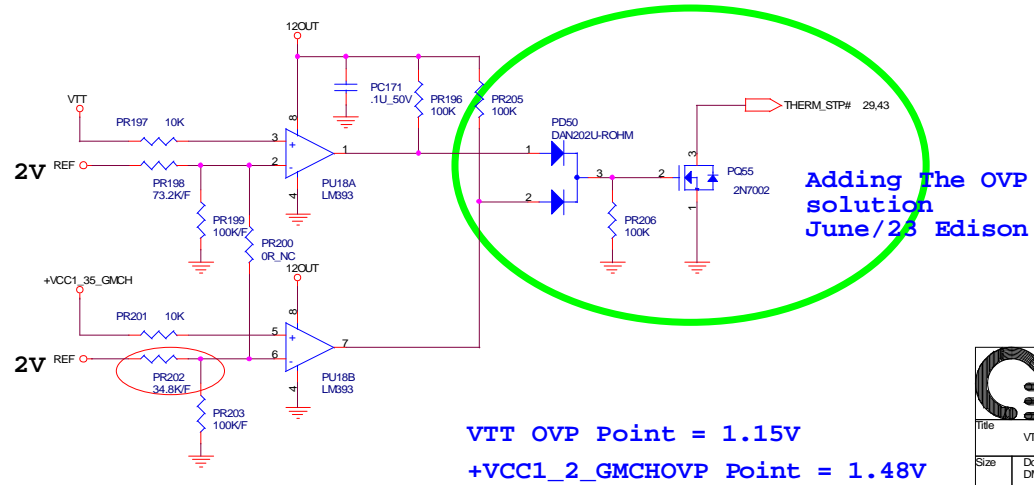 12OUT
PC171
.1U_50V
PR196
100K
PR205
100K
VTT
PR197 10K
2V REF
PR198
73.2K/F
PR199
100K/F
8
3
+
2
-
1
4
PU18A
LM393
PR200
0R_NC
PD50
DAN202U-ROHM
1
2
3
PR206
100K
THERM_STP# 29,43
3
2
1
PQ55
2N7002
Adding The OVP
solution
June/23 Edison
12OUT
+VCC1_35_GMCH
PR201 10K
2V REF
PR202
34.8K/F
PR203
100K/F
8
5
+
6
-
7
4
PU18B
LM393
VTT OVP Point = 1.15V
+VCC1_2_GMCHOVP Point = 1.48V
Title
VT
Size
Do
DM